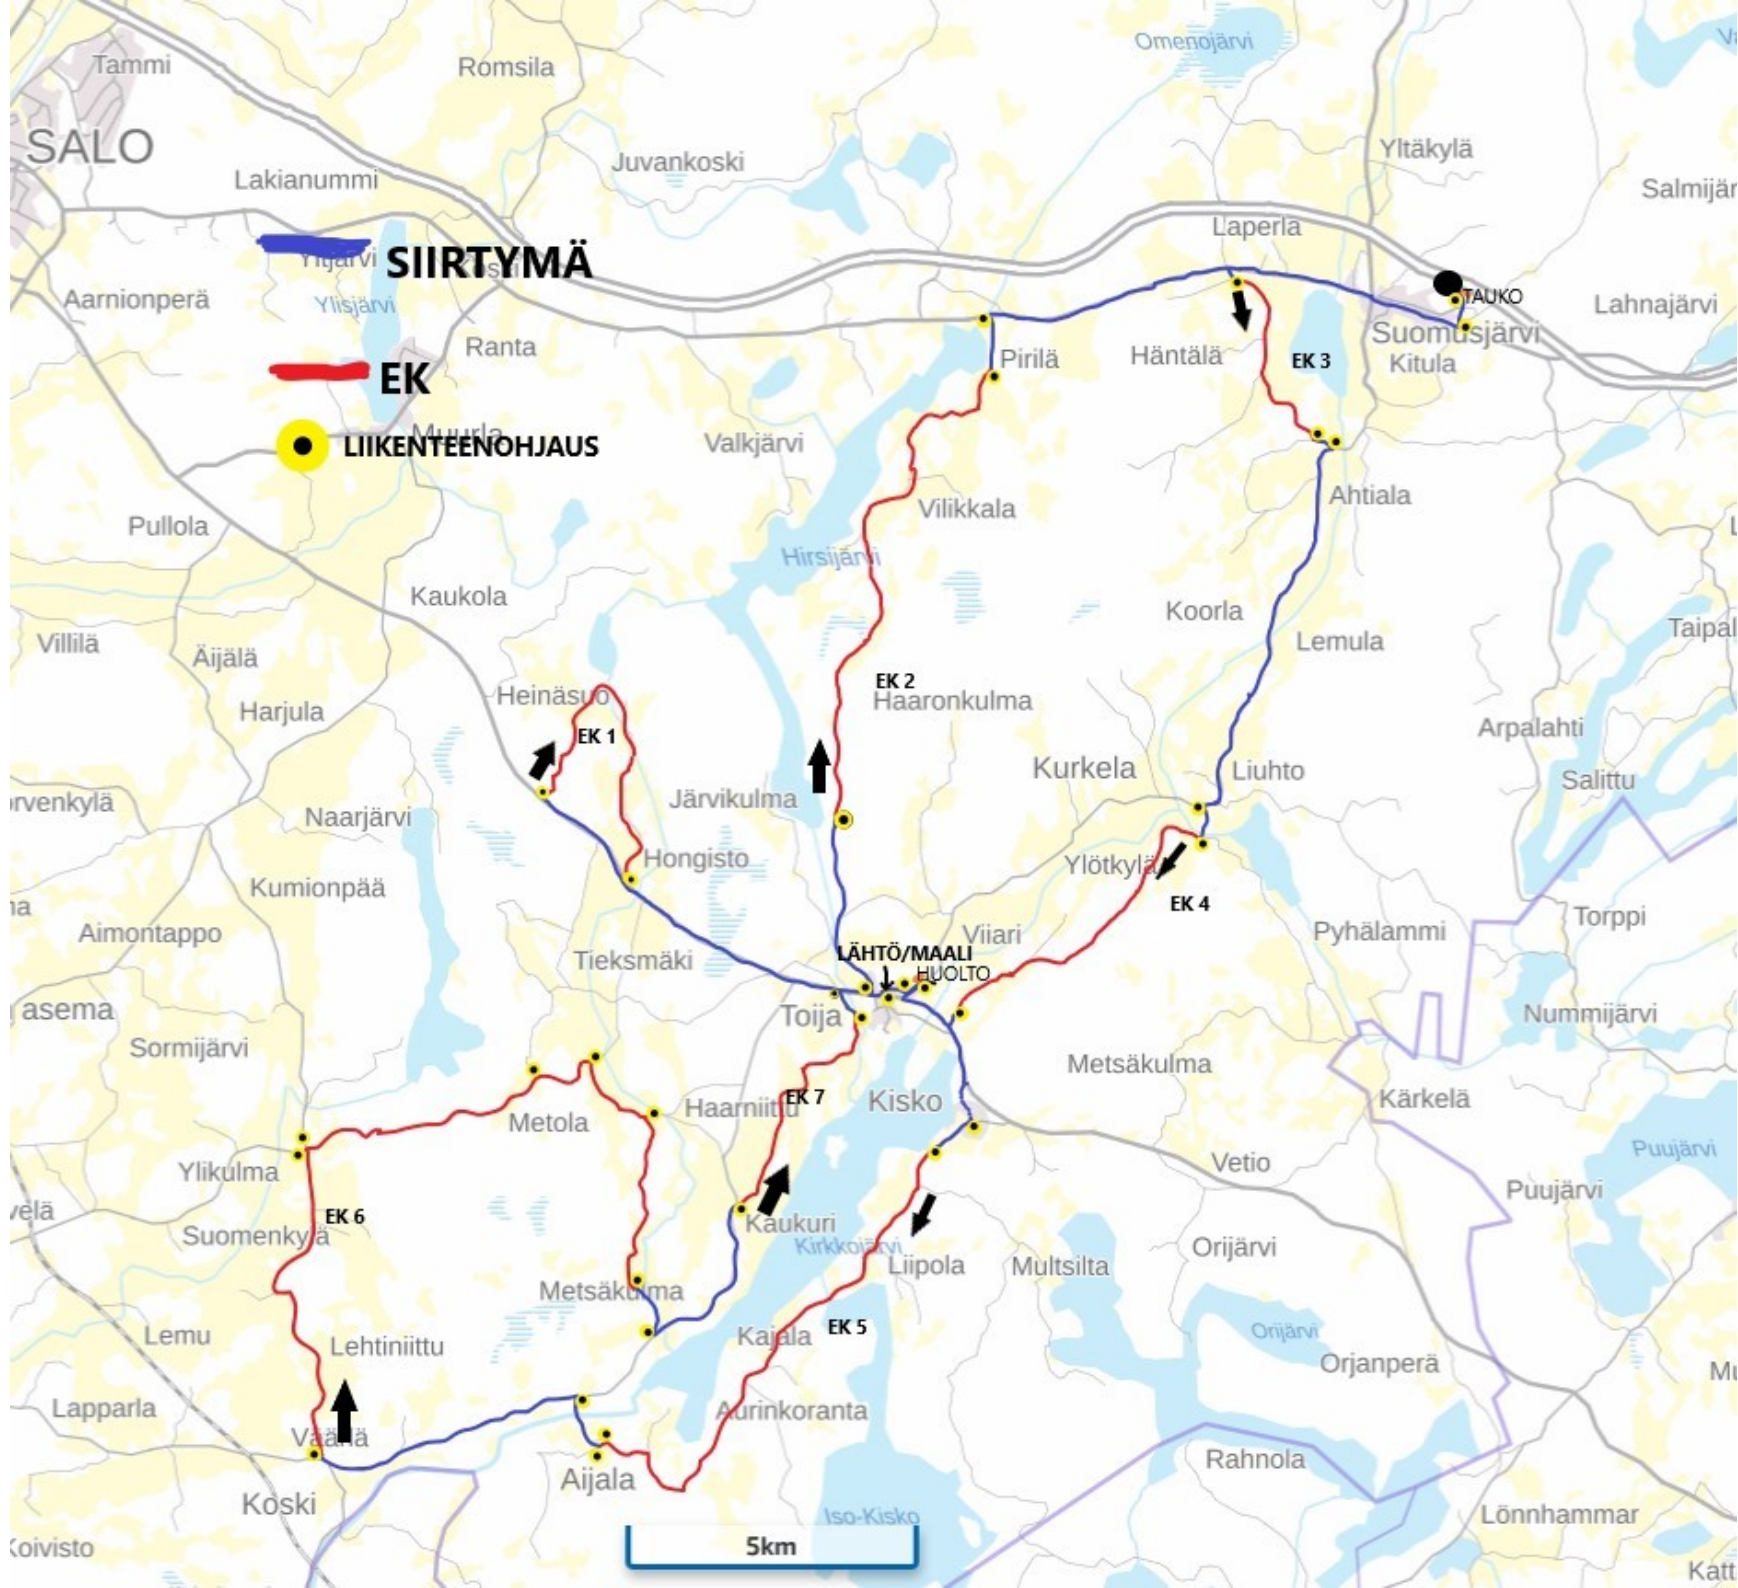 Omenojärvi
Tammi
Romsila
SALO
Juvankoski
Yltäkylä
Lakianummi
Laperla
SIIRTYMÄ
Aarnionperä
Ylisjärvi
TAUKO
Lahnajärvi
Suomusjärvi
Ranta
Pirilä
Häntälä
EK 3
Kitula
EK
Muurla
LIIKENTEENOHJAUS
Valkjärvi
Ahtiala
Vilikkala
Pullola
Hirsijärvi
Kaukola
Koorla
Villilä
Lemula
Äijälä
EK 2
Heinäsuo
Haaronkulma
Harjula
EK 1
Arpalahti
Kurkela
Liuhto
Salittu
Järvikulma
Naarjärvi
Hongisto
Ylötkylä
Kumionpää
EK 4
Torppi
Aimontappo
Viiari
Pyhälammi
LÄHTÖ/MAALI
Tieksmäki
HUOLTO
asema
Toija
Nummijärvi
Sormijärvi
Metsäkulma
EK 7
Haarniittu
Kisko
Kärkelä
Metola
Puujärvi
Ylikulma
Vetio
Puujärvi
EK 6
Kaukuri
Suomenkylä
Kirkkojärvi
Orijärvi
Liipola
Multsilta
Metsäkulma
EK 5
Orijärvi
Lemu
Lehtiniittu
Kajala
Orjanperä
Lapparla
Aurinkoranta
Väärlä
Rahnola
Aijala
Koski
Iso-Kisko
Lönnhammar
5km